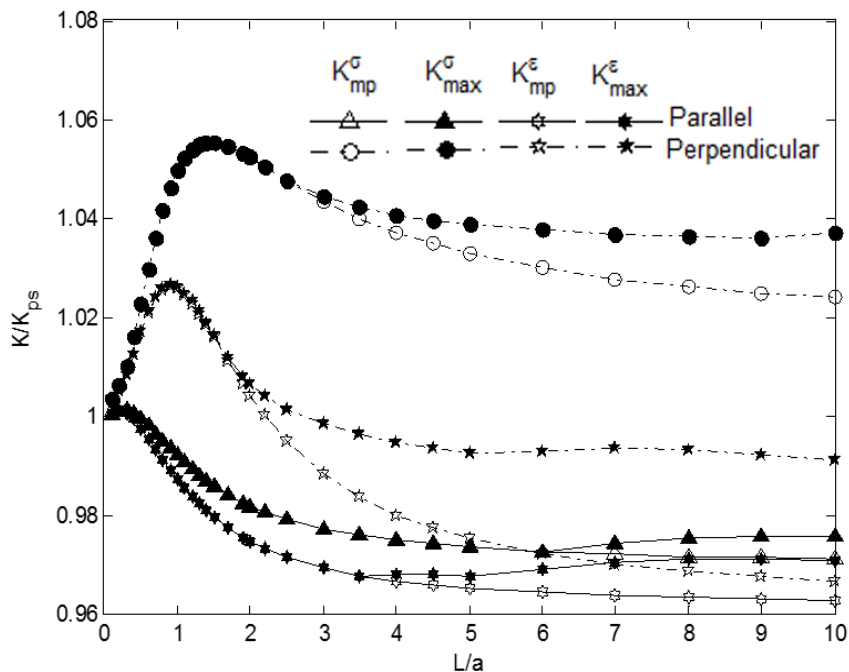 1.08
K^σ_mp K^σ_max K^ε_mp K^ε_max
Parallel
1.06
Perpendicular
1.04
K/K_ps
1.02
1
0.98
0.96
0 1 2 3 4 5 6 7 8 9 10
L/a